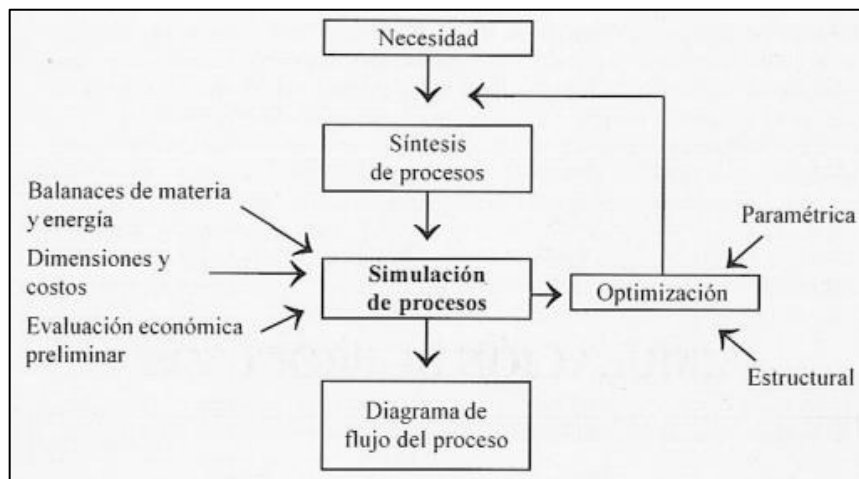 Necesidad
Síntesis
de procesos
Balanaces de materia
y energía
Dimensiones y
costos
Evaluación económica
preliminar
Simulación
de procesos
Optimización
Paramétrica
Estructural
Diagrama de
flujo del proceso